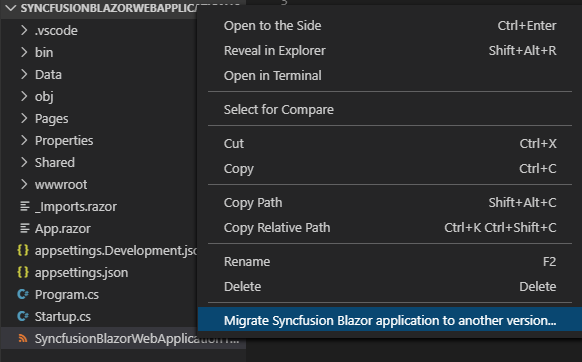 SYNCFUSIONBLAZORWEBAPPLICATION
.vscode
bin
Data
obj
Pages
Properties
Shared
wwwroot
_Imports.razor
App.razor
appsettings.Development.jso
appsettings.json
Program.cs
Startup.cs
SyncfusionBlazorWebApplication
Open to the Side Ctrl+Enter
Reveal in Explorer Shift+Alt+R
Open in Terminal
Select for Compare
Cut Ctrl+X
Copy Ctrl+C
Copy Path Shift+Alt+C
Copy Relative Path Ctrl+K Ctrl+Shift+C
Rename F2
Delete Delete
Migrate Syncfusion Blazor application to another version...